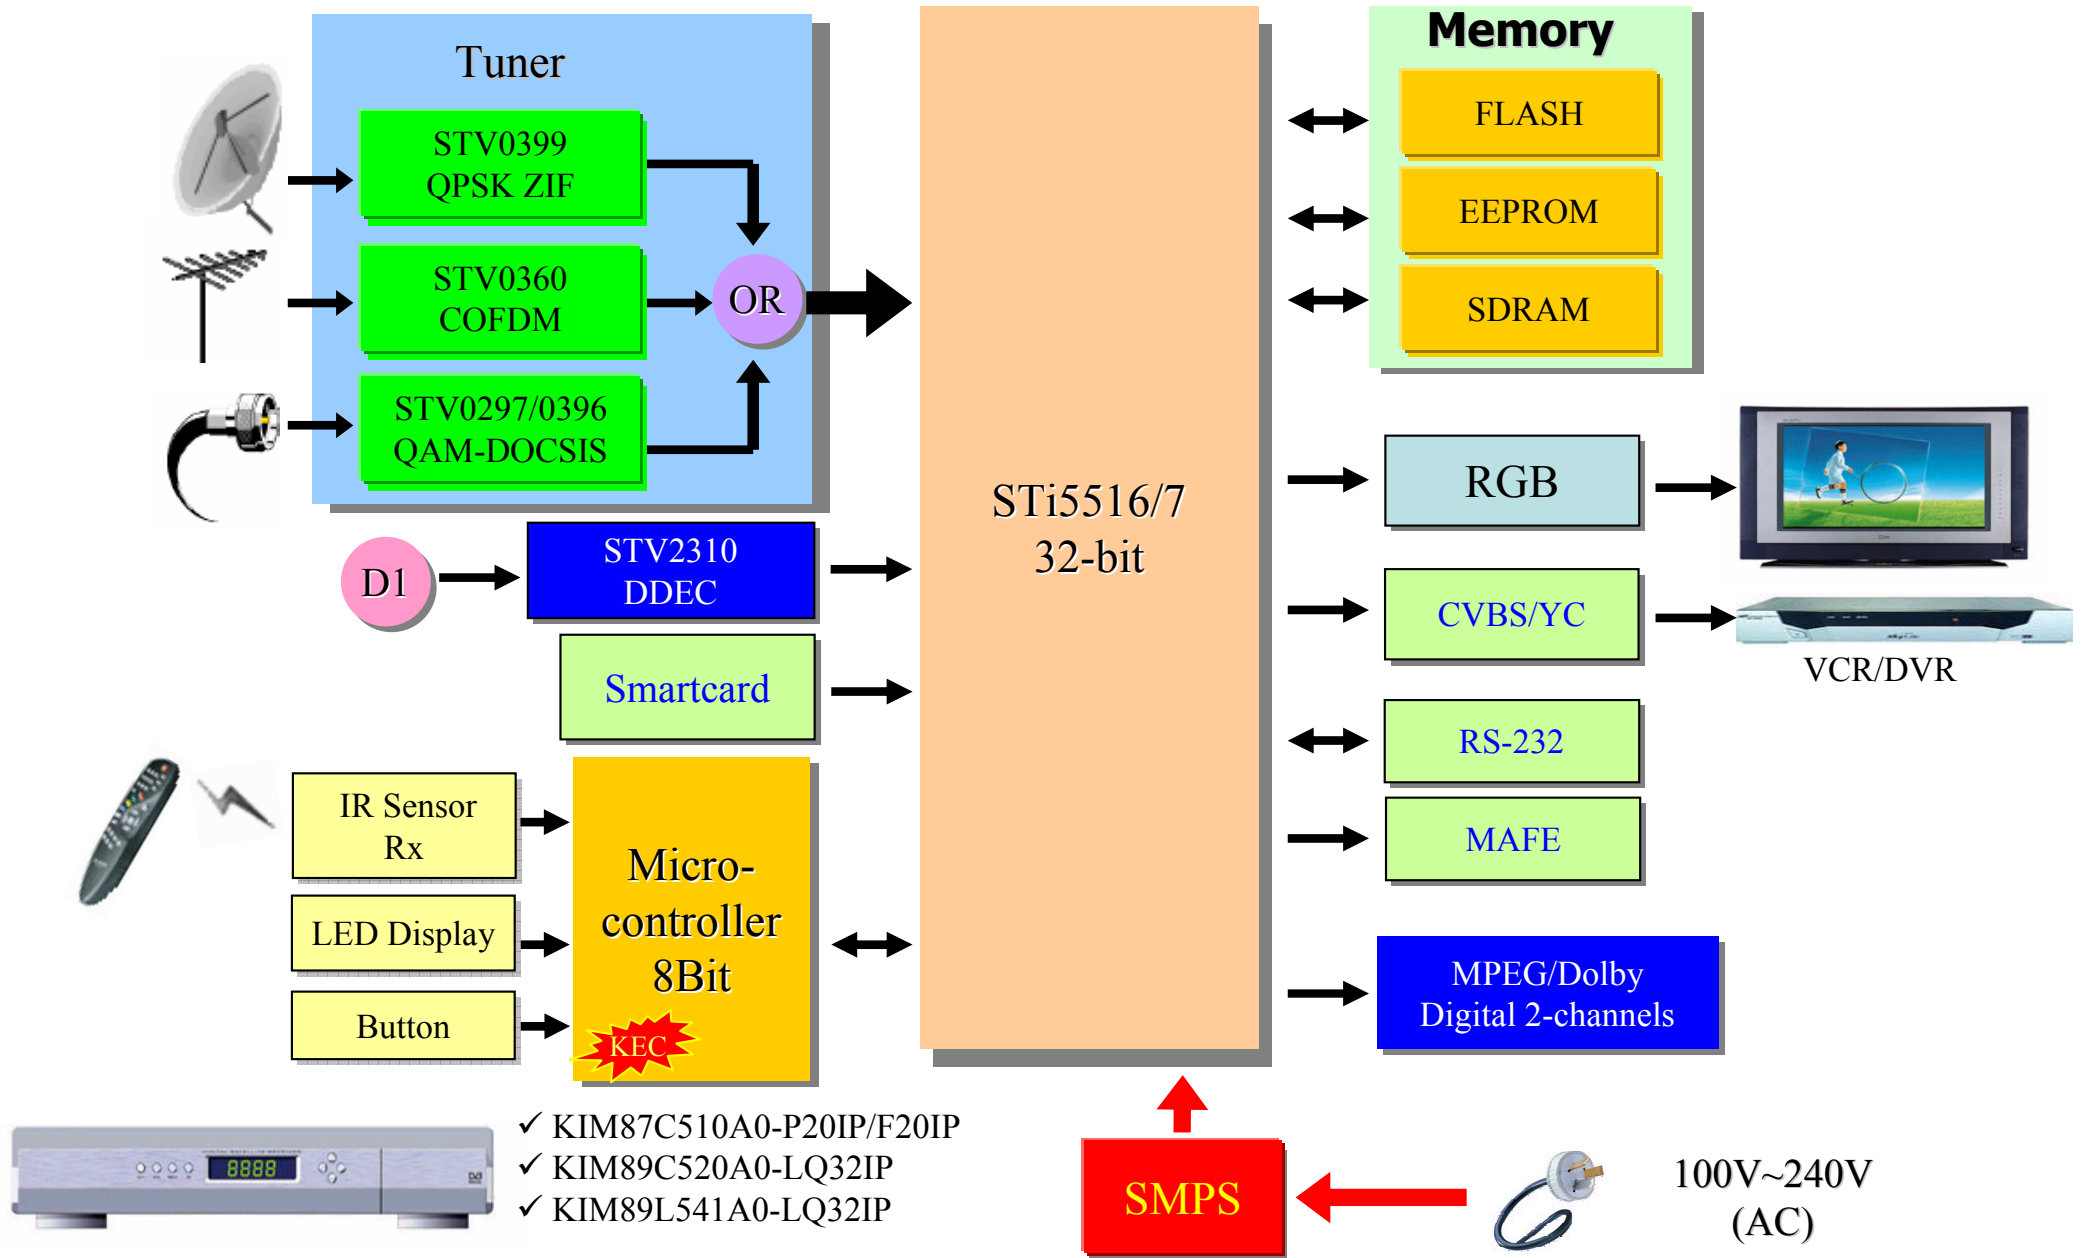 Tuner
STV0399
QPSK ZIF
STV0360
COFDM
STV0297/0396
QAM-DOCSIS
OR
D1
STV2310
DDEC
Smartcard
IR Sensor
Rx
LED Display
Button
Micro-
controller
8Bit
KEC
STi5516/7
32-bit
Memory
FLASH
EEPROM
SDRAM
RGB
CVBS/YC
VCR/DVR
RS-232
MAFE
MPEG/Dolby
Digital 2-channels
8888
✓ KIM87C510A0-P20IP/F20IP
✓ KIM89C520A0-LQ32IP
✓ KIM89L541A0-LQ32IP
SMPS
100V~240V
(AC)